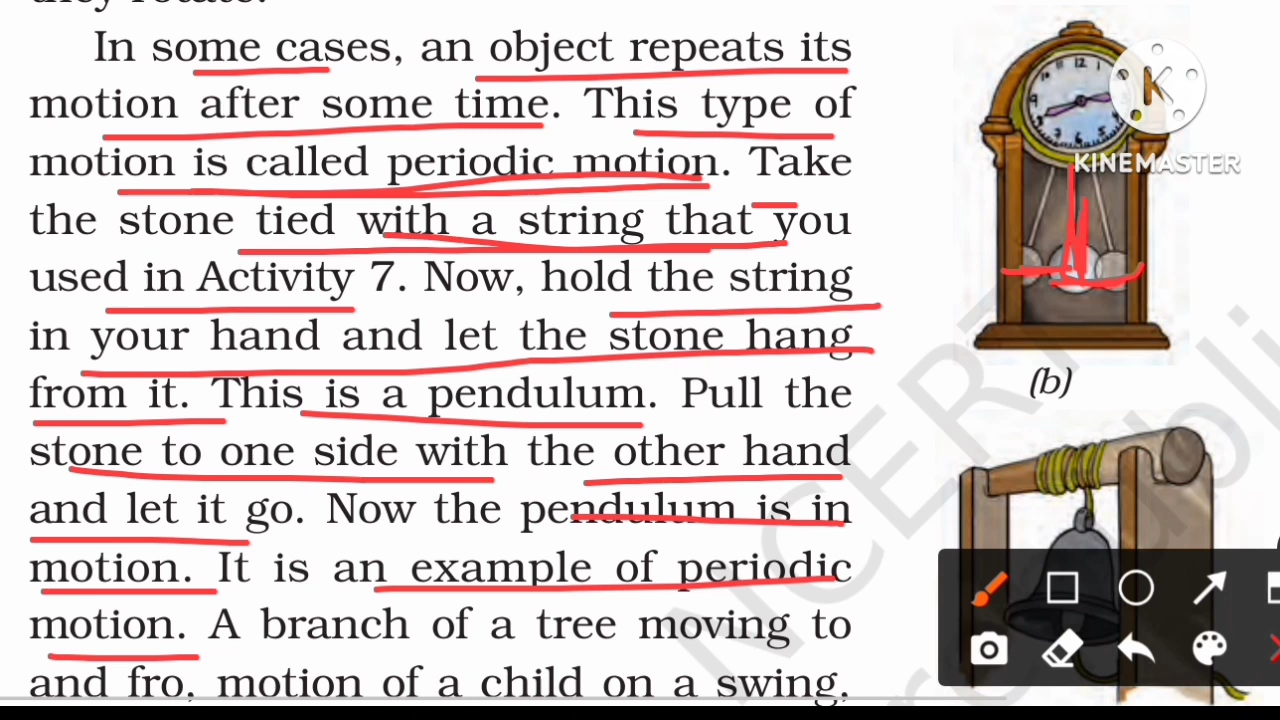 they rotate.
In some cases, an object repeats its
motion after some time. This type of
motion is called periodic motion. Take
the stone tied with a string that you
used in Activity 7. Now, hold the string
in your hand and let the stone hang
from it. This is a pendulum. Pull the
stone to one side with the other hand
and let it go. Now the pendulum is in
motion. It is an example of periodic
motion. A branch of a tree moving to
and fro, motion of a child on a swing,
K
KINEMASTER
(b)
NCERT